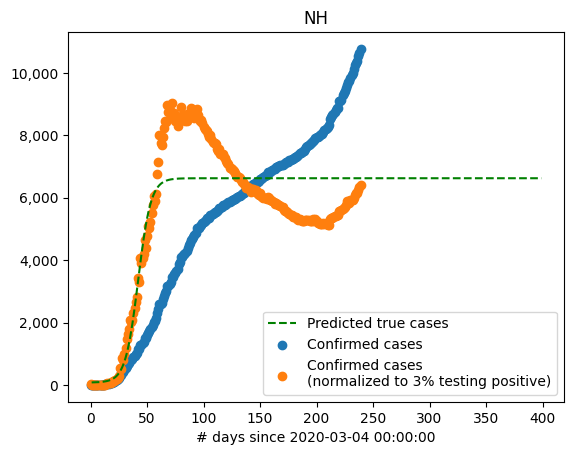 NH
10,000
8,000
6,000
4,000
2,000
0
Predicted true cases
Confirmed cases
Confirmed cases
(normalized to 3% testing positive)
0 50 100 150 200 250 300 350 400
# days since 2020-03-04 00:00:00